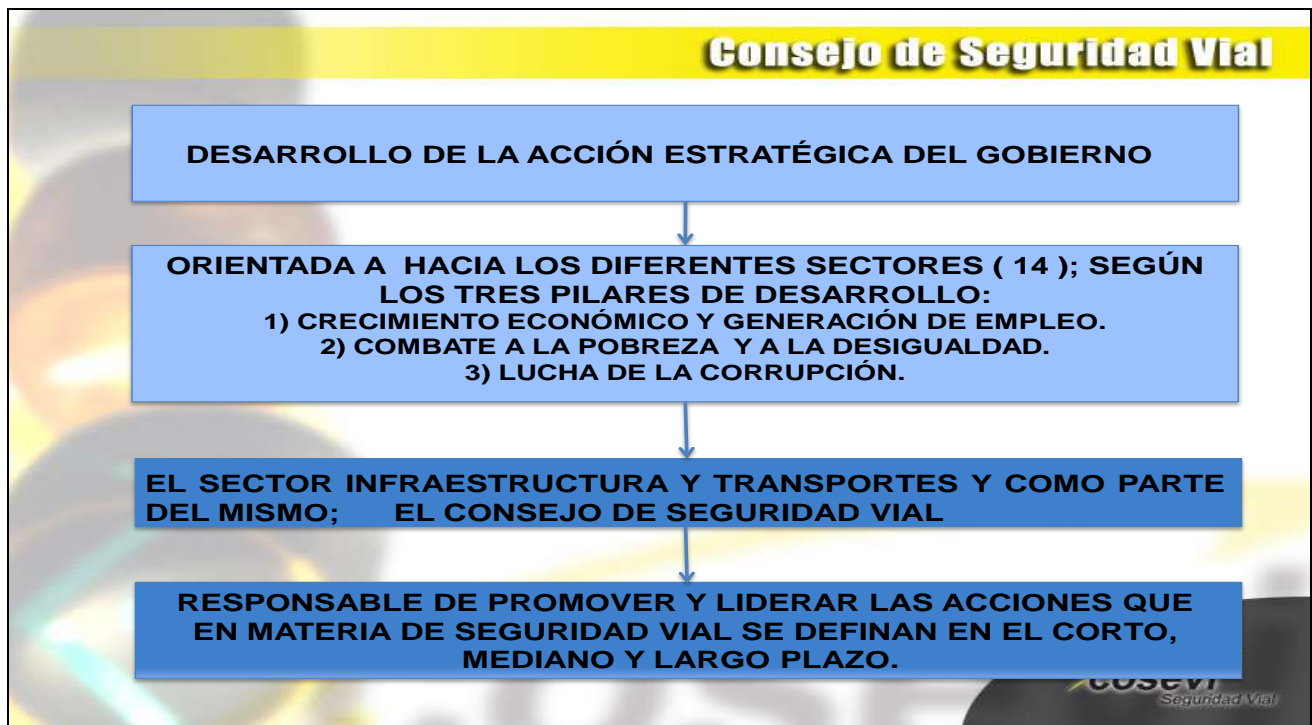 Consejo de Seguridad Vial
DESARROLLO DE LA ACCIÓN ESTRATÉGICA DEL GOBIERNO
ORIENTADA A HACIA LOS DIFERENTES SECTORES ( 14 ); SEGÚN
LOS TRES PILARES DE DESARROLLO:
1) CRECIMIENTO ECONÓMICO Y GENERACIÓN DE EMPLEO.
2) COMBATE A LA POBREZA Y A LA DESIGUALDAD.
3) LUCHA DE LA CORRUPCIÓN.
EL SECTOR INFRAESTRUCTURA Y TRANSPORTES Y COMO PARTE
DEL MISMO; EL CONSEJO DE SEGURIDAD VIAL
RESPONSABLE DE PROMOVER Y LIDERAR LAS ACCIONES QUE
EN MATERIA DE SEGURIDAD VIAL SE DEFINAN EN EL CORTO,
MEDIANO Y LARGO PLAZO.
cosevi
Seguridad Vial